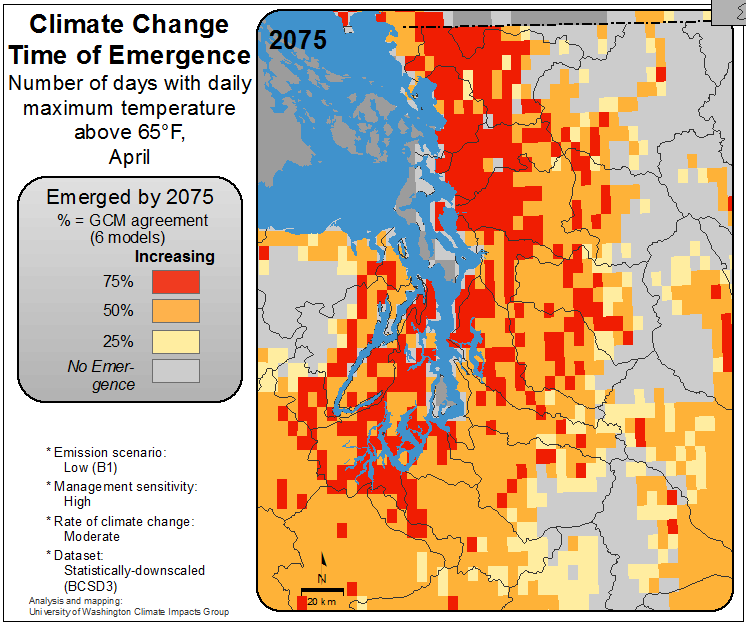 Climate Change
Time of Emergence
Number of days with daily
maximum temperature
above 65°F,
April
Emerged by 2075
% = GCM agreement
(6 models)
Increasing
75%
50%
25%
No Emer-
gence
* Emission scenario:
Low (B1)
* Management sensitivity:
High
* Rate of climate change:
Moderate
* Dataset:
Statistically-downscaled
(BCSD3)
Analysis and mapping:
University of Washington Climate Impacts Group
2075
N
20 km